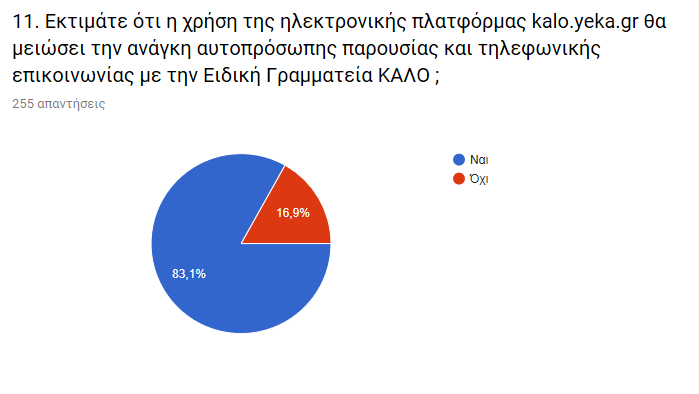 11. Εκτιμάτε ότι η χρήση της ηλεκτρονικής πλατφόρμας kalo.yeka.gr θα
μειώσει την ανάγκη αυτοπρόσωπης παρουσίας και τηλεφωνικής
επικοινωνίας με την Ειδική Γραμματεία ΚΑΛΟ ;
255 απαντήσεις
Ναι
Όχι
16,9%
83,1%